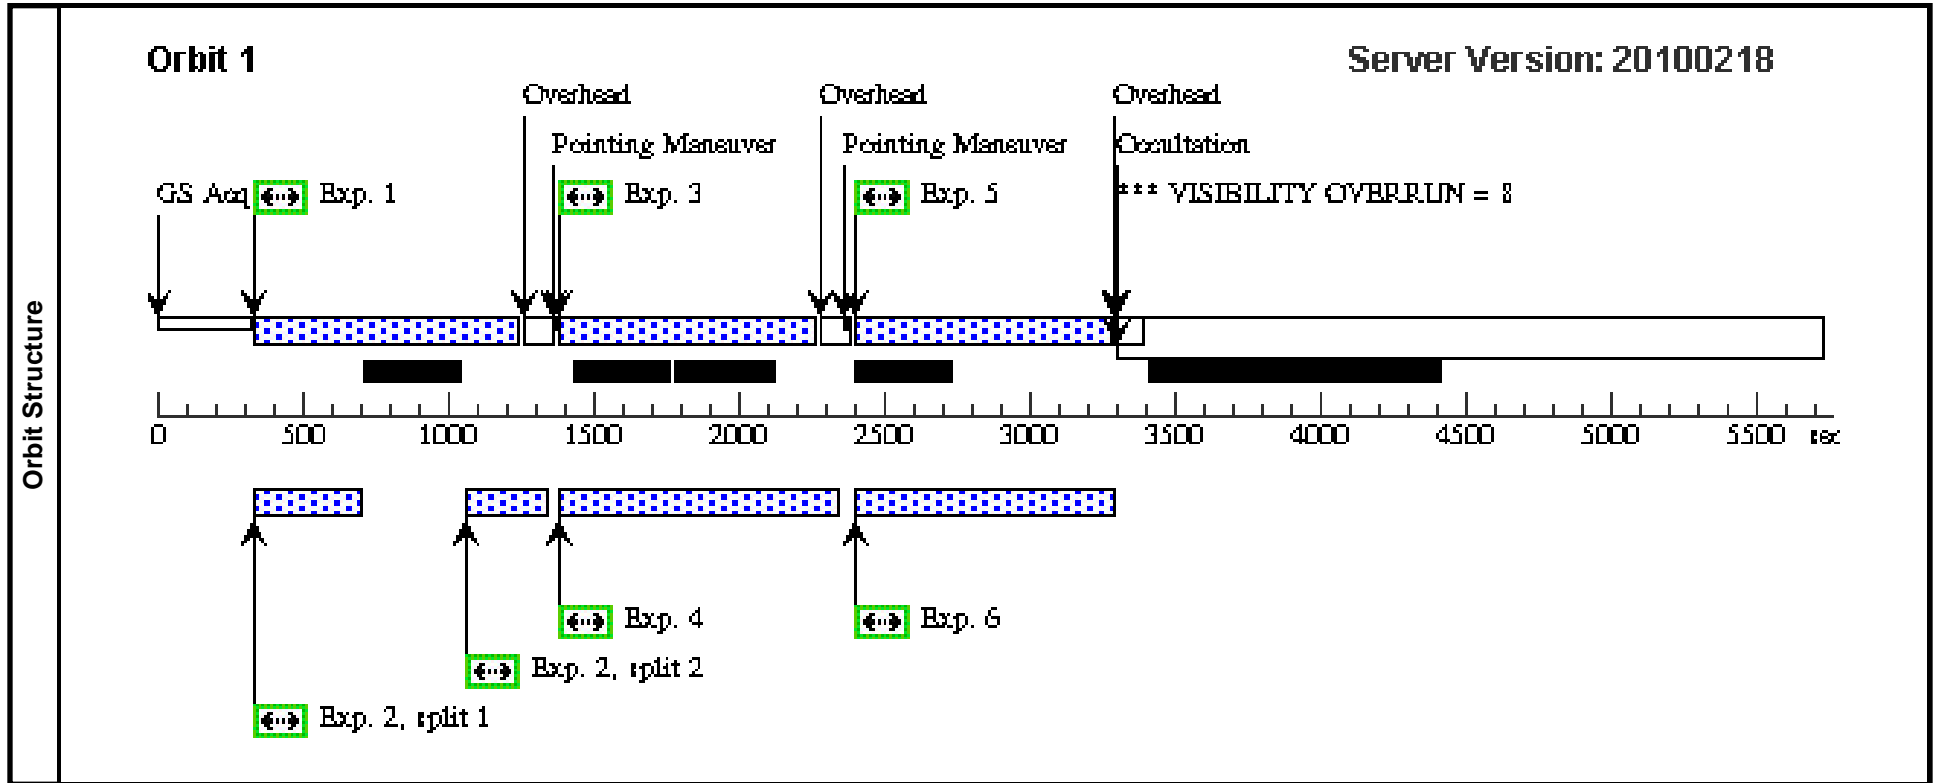 Orbit Structure
Orbit 1
Server Version: 20100218
Overhead
Overhead
Overhead
Pointing Maneuver
Pointing Maneuver
Occultation
GS Acq
Exp. 1
Exp. 3
Exp. 5
*** VISIBILITY OVERRUN = 8
0 500 1000 1500 2000 2500 3000 3500 4000 4500 5000 5500 sec
Exp. 4
Exp. 6
Exp. 2, split 2
Exp. 2, split 1